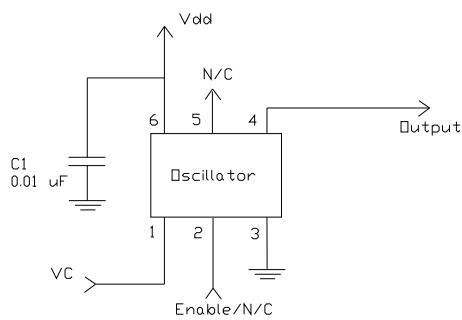 Vdd
N/C
6 5 4
Output
C1
0.01 uF
Oscillator
1 2 3
VC
Enable/N/C